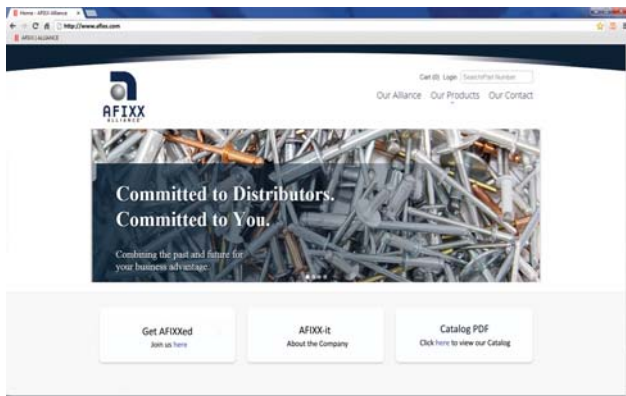 Home - AFIXX Alliance
http://www.afixx.com
AFIXX | ALLIANCE
Cart (0) Login Search Part Number
Our Alliance Our Products Our Contact
AFIXX
ALLIANCE
Committed to Distributors.
Committed to You.
Combining the past and future for
your business advantage.
Get AFIXXed
Join us here
AFIXX-it
About the Company
Catalog PDF
Click here to view our Catalog